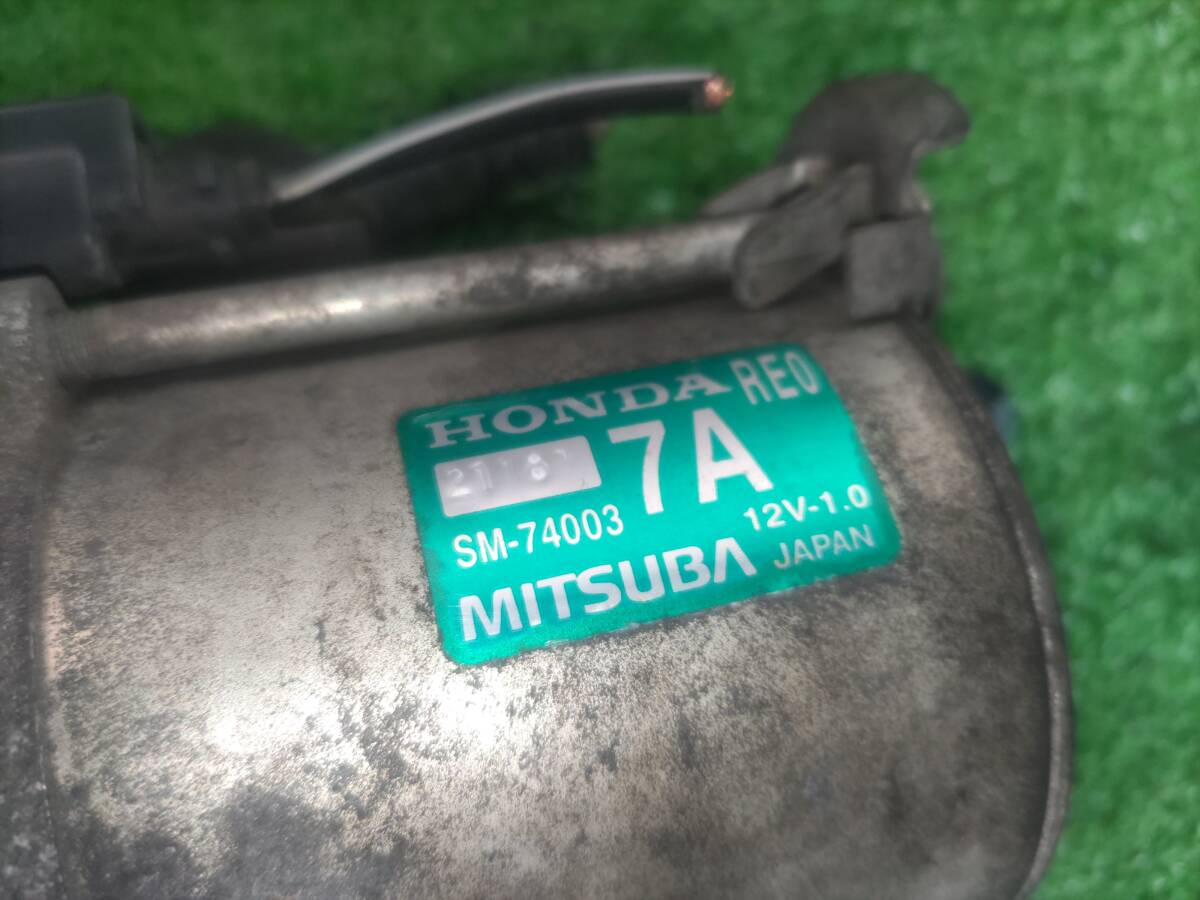 HONDA REO
7A
SM-74003 12V-1.0
MITSUBA JAPAN